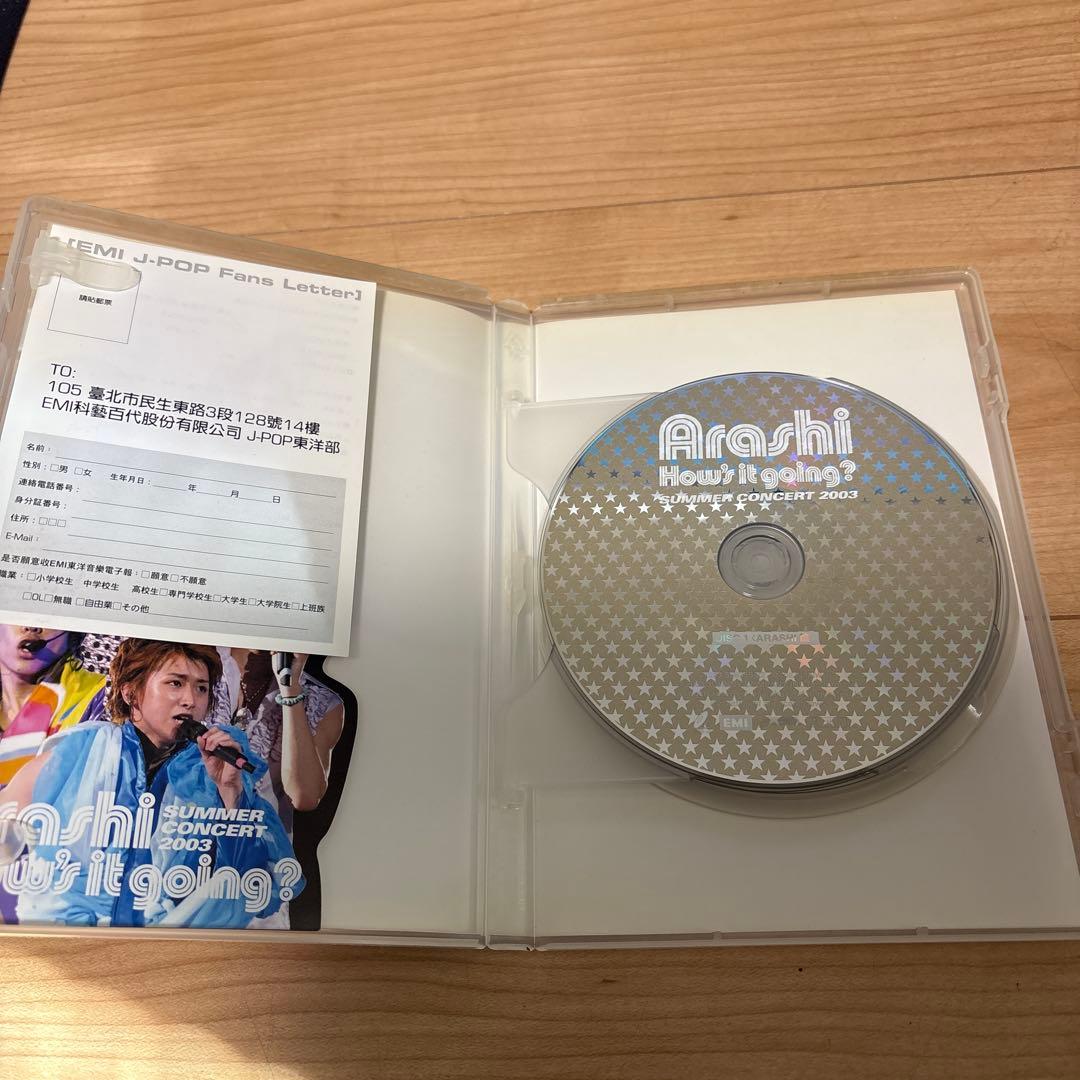 [EMI J-POP Fans Letter]
請貼郵票
TO:
105 臺北市民生東路3段128號14樓
EMI科藝百代股份有限公司 J-POP東洋部
名前：
性別：□男 □女 生年月日：年 月 日
連絡電話番号：
身分証番号：
住所：□□□
E-Mail：
是否願意收EMI東洋音樂電子報：□願意□不願意
職業：□小学校生 中学校生 高校生□専門学校生□大学生□大学院生□上班族
□OL□無職 □自由業□その他
rashi
SUMMER
CONCERT
2003
ow's it going?
Arashi
How's it going?
SUMMER CONCERT 2003
DISC 1 (ARASHI
EMI